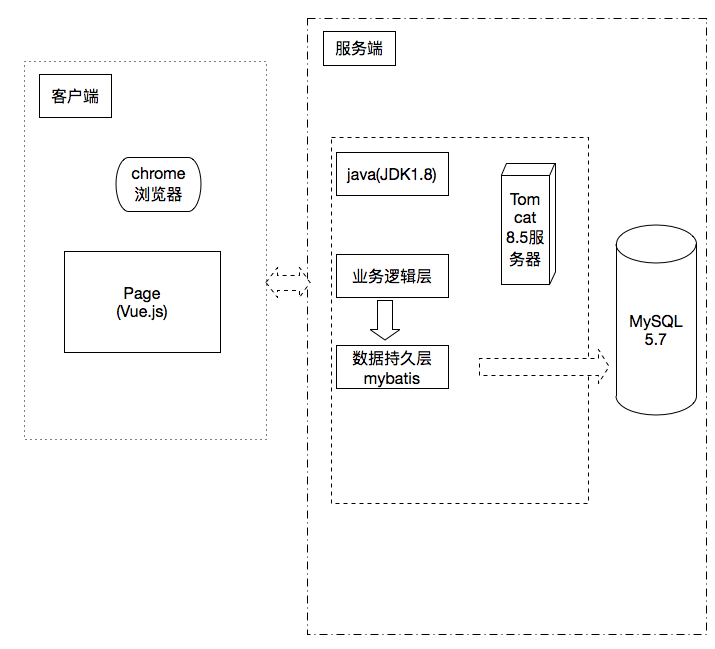 服务端
客户端
chrome
浏览器
Page
(Vue.js)
java(JDK1.8)
Tom
cat
8.5服
务器
业务逻辑层
数据持久层
mybatis
MySQL
5.7